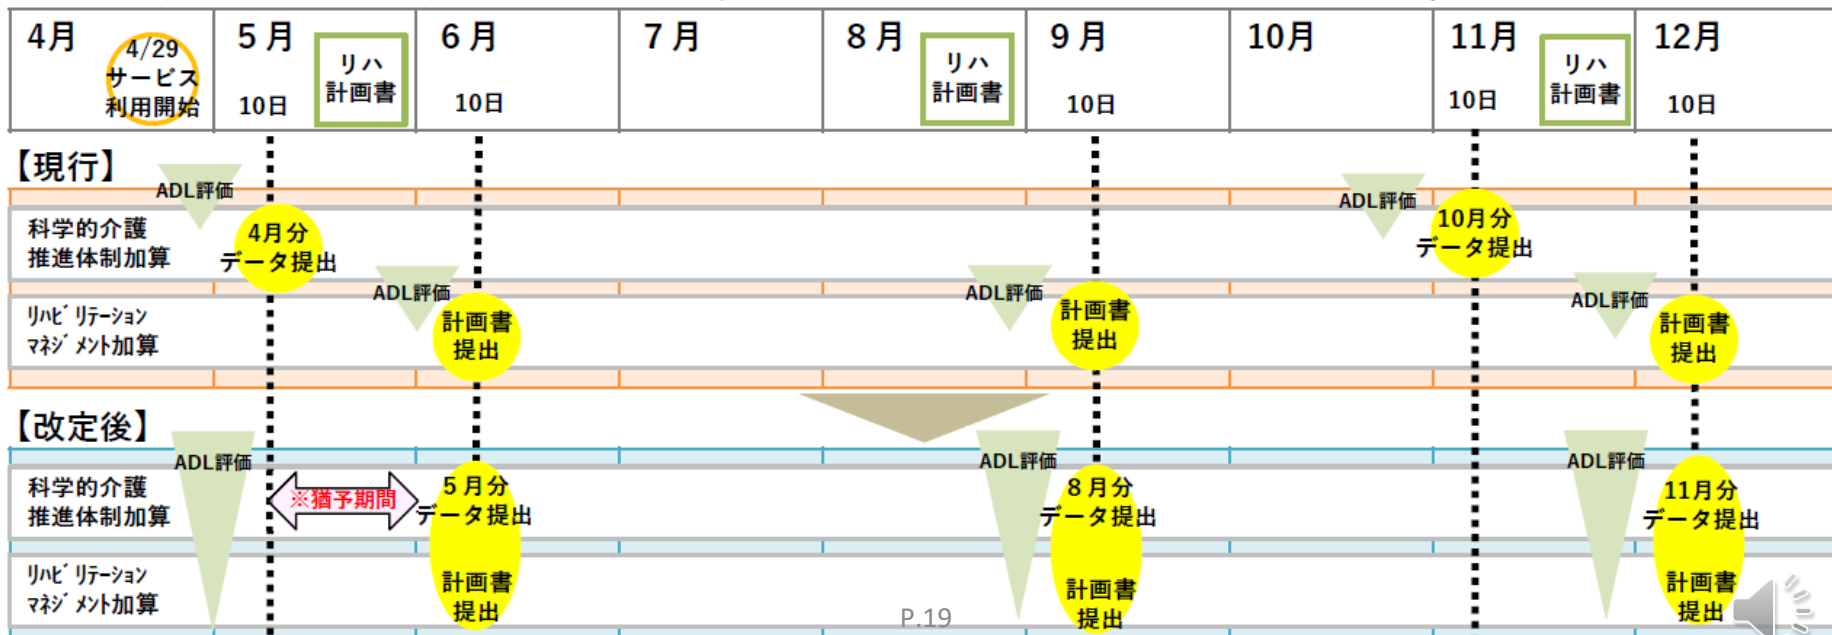 4月
4/29
サービス
利用開始
5月
10日
リハ
計画書
6月
10日
7月
8月
リハ
計画書
9月
10日
10月
11月
10日
リハ
計画書
12月
10日
【現行】
ADL評価
ADL評価
科学的介護
推進体制加算
4月分
データ提出
10月分
データ提出
ADL評価
ADL評価
ADL評価
ﾘﾊﾋﾞﾘﾃｰｼｮﾝ
ﾏﾈｼﾞﾒﾝﾄ加算
計画書
提出
計画書
提出
計画書
提出
【改定後】
ADL評価
ADL評価
ADL評価
科学的介護
推進体制加算
※猶予期間
5月分
データ提出
8月分
データ提出
11月分
データ提出
ﾘﾊﾋﾞﾘﾃｰｼｮﾝ
ﾏﾈｼﾞﾒﾝﾄ加算
計画書
提出
計画書
提出
計画書
提出
P.19